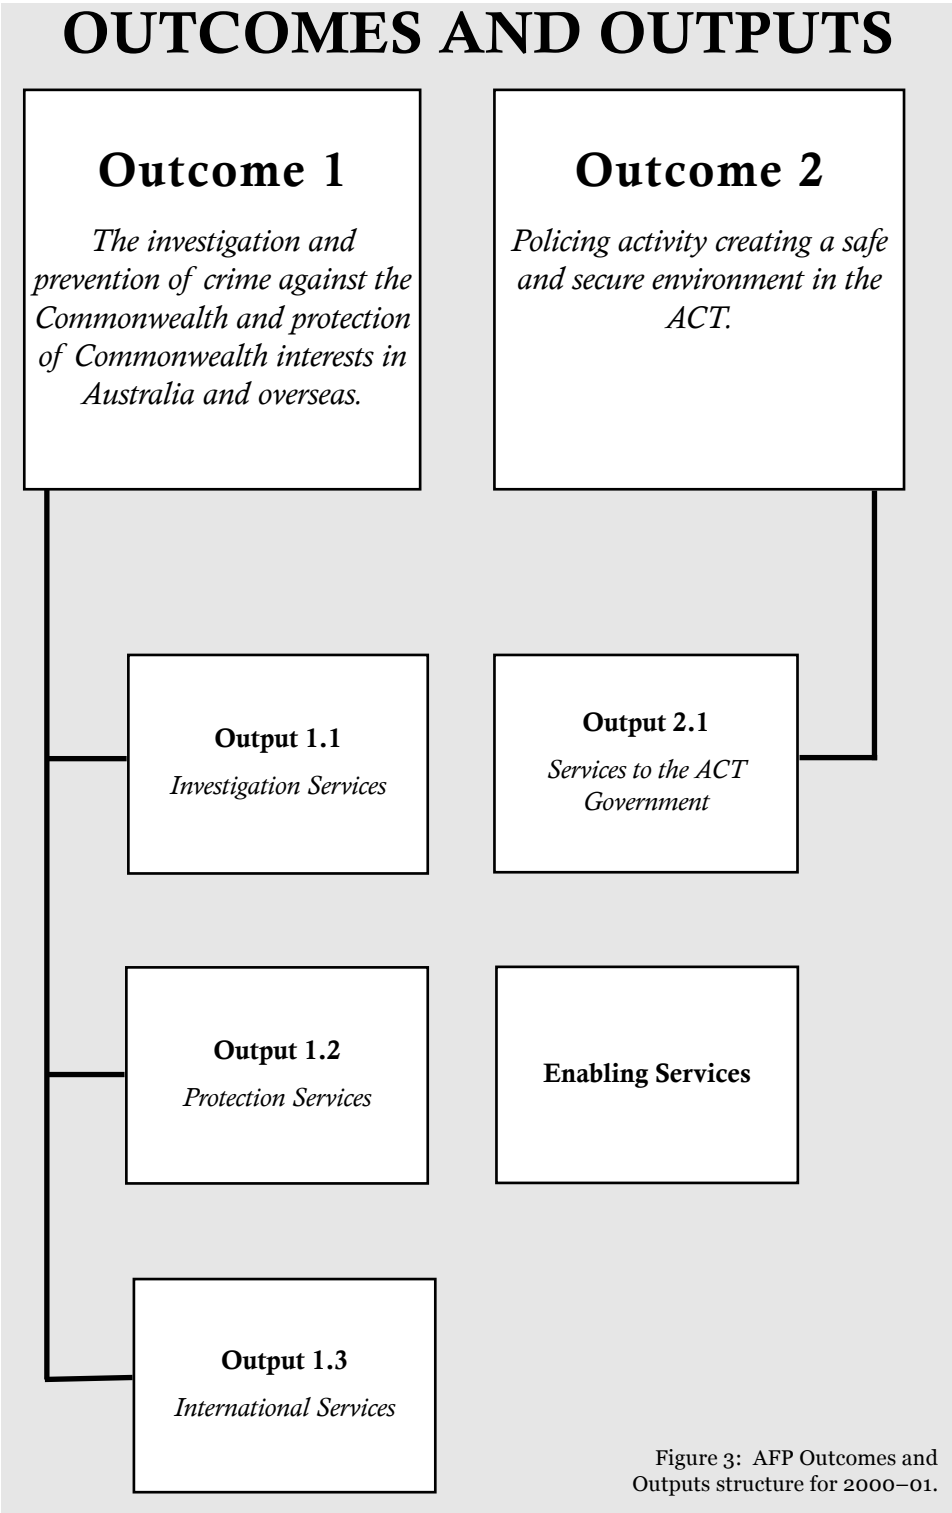 OUTCOMES AND OUTPUTS
Outcome 1
The investigation and
prevention of crime against the
Commonwealth and protection
of Commonwealth interests in
Australia and overseas.
Outcome 2
Policing activity creating a safe
and secure environment in the
ACT.
Output 1.1
Investigation Services
Output 2.1
Services to the ACT
Government
Output 1.2
Protection Services
Enabling Services
Output 1.3
International Services
Figure 3: AFP Outcomes and
Outputs structure for 2000–01.